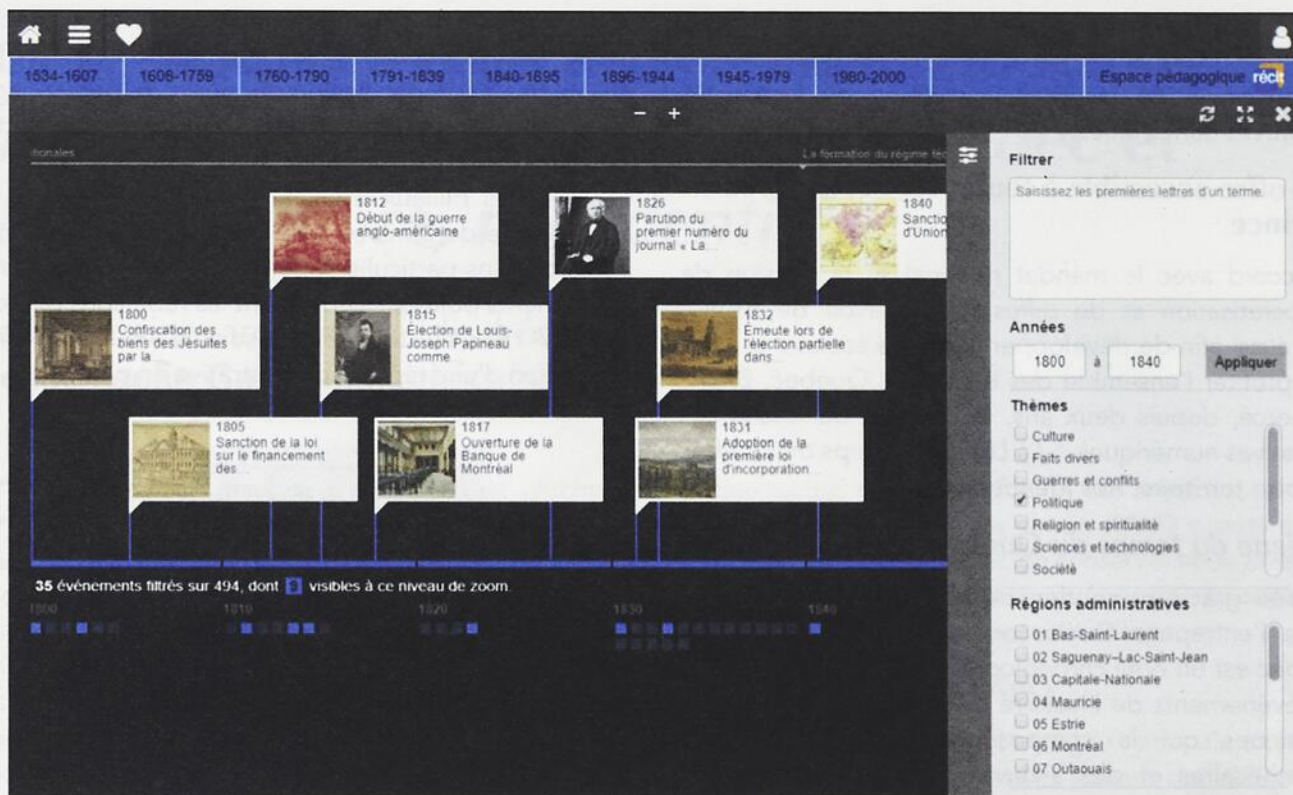 1534-1607
1608-1759
1760-1790
1791-1839
1840-1895
1896-1944
1945-1979
1980-2000
Espace pédagogique récit
- +
tionales
La formation du régime féd
1812
Début de la guerre
anglo-américaine
1826
Parution du
premier numéro du
journal « La...
1840
Sanctio
d'Union
1800
Confiscation des
biens des Jésuites
par la
1815
Élection de Louis-
Joseph Papineau
comme
1832
Émeute lors de
l'élection partielle
dans
1805
Sanction de la loi
sur le financement
des
1817
Ouverture de la
Banque de
Montréal
1831
Adoption de la
première loi
d'incorporation
35 événements filtrés sur 494, dont 9 visibles à ce niveau de zoom.
1800
1810
1820
1830
1840
Filtrer
Saisissez les premières lettres d'un terme.
Années
1800 à 1840 Appliquer
Thèmes
Culture
Faits divers
Guerres et conflits
Politique
Religion et spiritualité
Sciences et technologies
Société
Régions administratives
01 Bas-Saint-Laurent
02 Saguenay–Lac-Saint-Jean
03 Capitale-Nationale
04 Mauricie
05 Estrie
06 Montréal
07 Outaouais